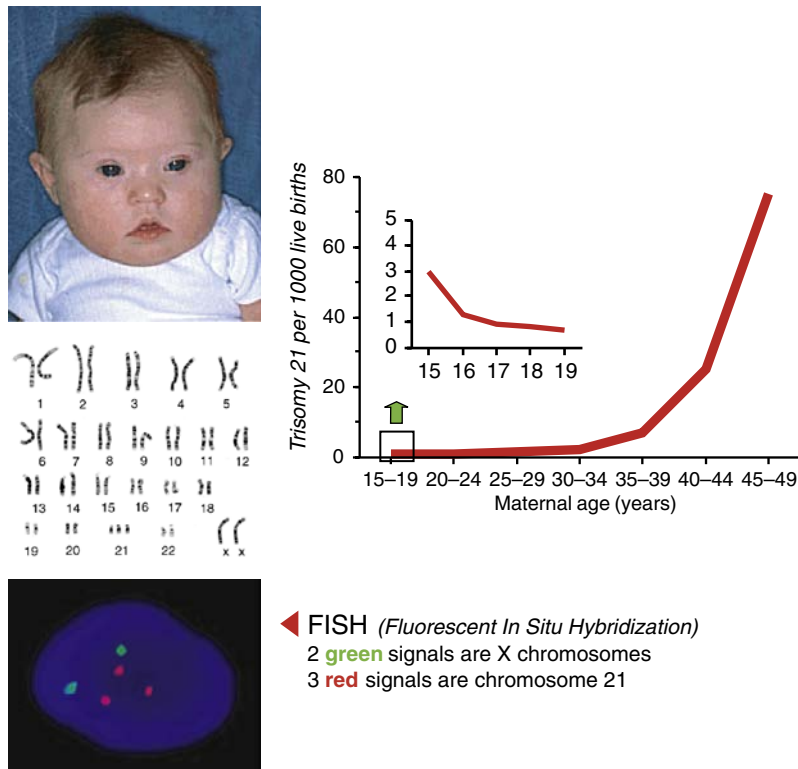 1 2 3 4 5
6 7 8 9 10 11 12
13 14 15 16 17 18
19 20 21 22 x x
Trisomy 21 per 1000 live births
80
60
40
20
0
5
4
3
2
1
0
15 16 17 18 19
15–19 20–24 25–29 30–34 35–39 40–44 45–49
Maternal age (years)
FISH (Fluorescent In Situ Hybridization)
2 green signals are X chromosomes
3 red signals are chromosome 21